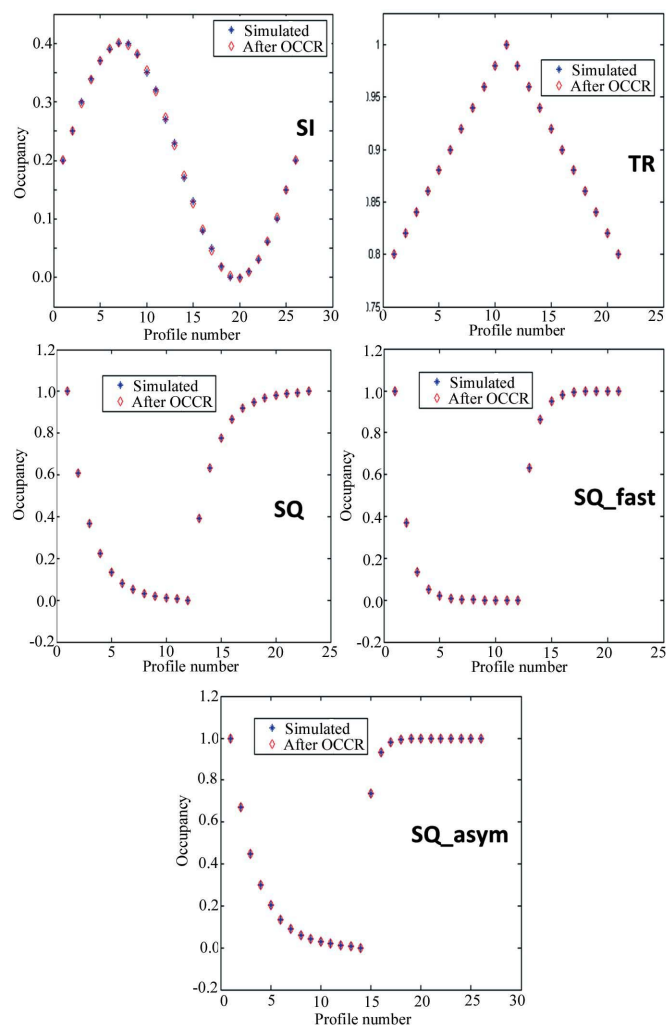 0.4
0.3
0.2
0.1
0.0
Occupancy
Simulated
After OCCR
SI
0 5 10 15 20 25 30
Profile number
1
1.95
0.9
0.85
0.8
1.75
Simulated
After OCCR
TR
0 5 10 15 20 25
Profile number
1.2
1.0
0.8
0.6
0.4
0.2
0.0
-0.2
Occupancy
Simulated
After OCCR
SQ
0 5 10 15 20 25
Profile number
1.2
1.0
0.8
0.6
0.4
0.2
0.0
-0.2
Occupancy
Simulated
After OCCR
SQ_fast
0 5 10 15 20 25
Profile number
1.2
1.0
0.8
0.6
0.4
0.2
0.0
0.2
Occupancy
Simulated
After OCCR
SQ_asym
0 5 10 15 20 25 30
Profile number